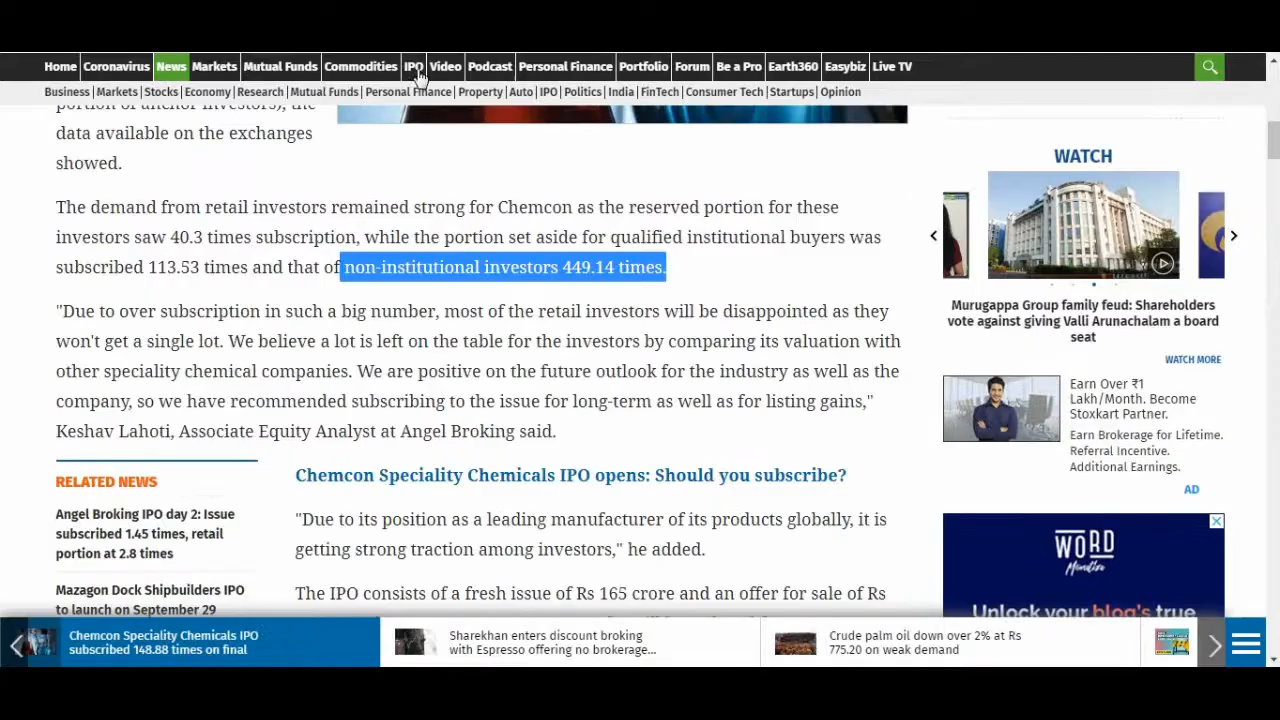 Home Coronavirus News Markets Mutual Funds Commodities IPO Video Podcast Personal Finance Portfolio Forum Be a Pro Earth360 Easybiz Live TV
Business | Markets | Stocks | Economy | Research | Mutual Funds | Personal Finance | Property | Auto | IPO | Politics | India | FinTech | Consumer Tech | Startups | Opinion
portion of anchor investors), the
data available on the exchanges
showed.
The demand from retail investors remained strong for Chemcon as the reserved portion for these
investors saw 40.3 times subscription, while the portion set aside for qualified institutional buyers was
subscribed 113.53 times and that of non-institutional investors 449.14 times.
"Due to over subscription in such a big number, most of the retail investors will be disappointed as they
won't get a single lot. We believe a lot is left on the table for the investors by comparing its valuation with
other speciality chemical companies. We are positive on the future outlook for the industry as well as the
company, so we have recommended subscribing to the issue for long-term as well as for listing gains,"
Keshav Lahoti, Associate Equity Analyst at Angel Broking said.
RELATED NEWS
Angel Broking IPO day 2: Issue
subscribed 1.45 times, retail
portion at 2.8 times
Mazagon Dock Shipbuilders IPO
to launch on September 29
Chemcon Speciality Chemicals IPO opens: Should you subscribe?
"Due to its position as a leading manufacturer of its products globally, it is
getting strong traction among investors," he added.
The IPO consists of a fresh issue of Rs 165 crore and an offer for sale of Rs
WATCH
Murugappa Group family feud: Shareholders
vote against giving Valli Arunachalam a board
seat
WATCH MORE
Earn Over ₹1
Lakh/Month. Become
Stoxkart Partner.
Earn Brokerage for Lifetime.
Referral Incentive.
Additional Earnings.
AD
WORD
Unlock your blog's true
Chemcon Speciality Chemicals IPO
subscribed 148.88 times on final
Sharekhan enters discount broking
with Espresso offering no brokerage...
Crude palm oil down over 2% at Rs
775.20 on weak demand